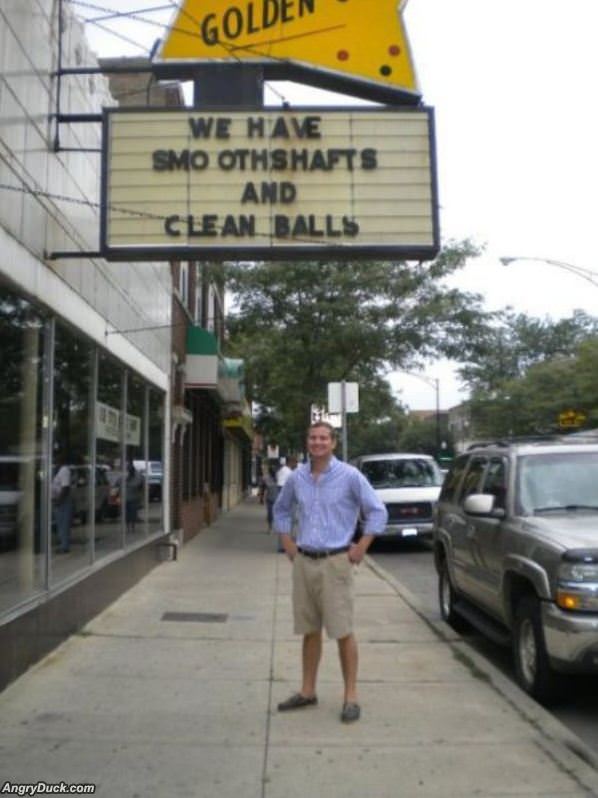 GOLDEN
WE HAVE
SMO OTHSHAFTS
AND
CLEAN BALLS
AngryDuck.com